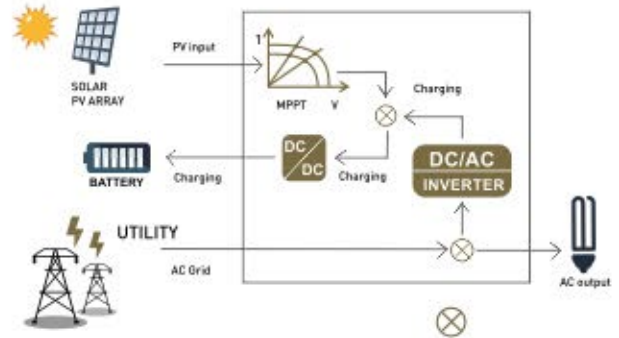 PV input
SOLAR
PV ARRAY
1
MPPT V
Charging
DC
DC
DC/AC
INVERTER
BATTERY
Charging
Charging
UTILITY
AC Grid
AC output